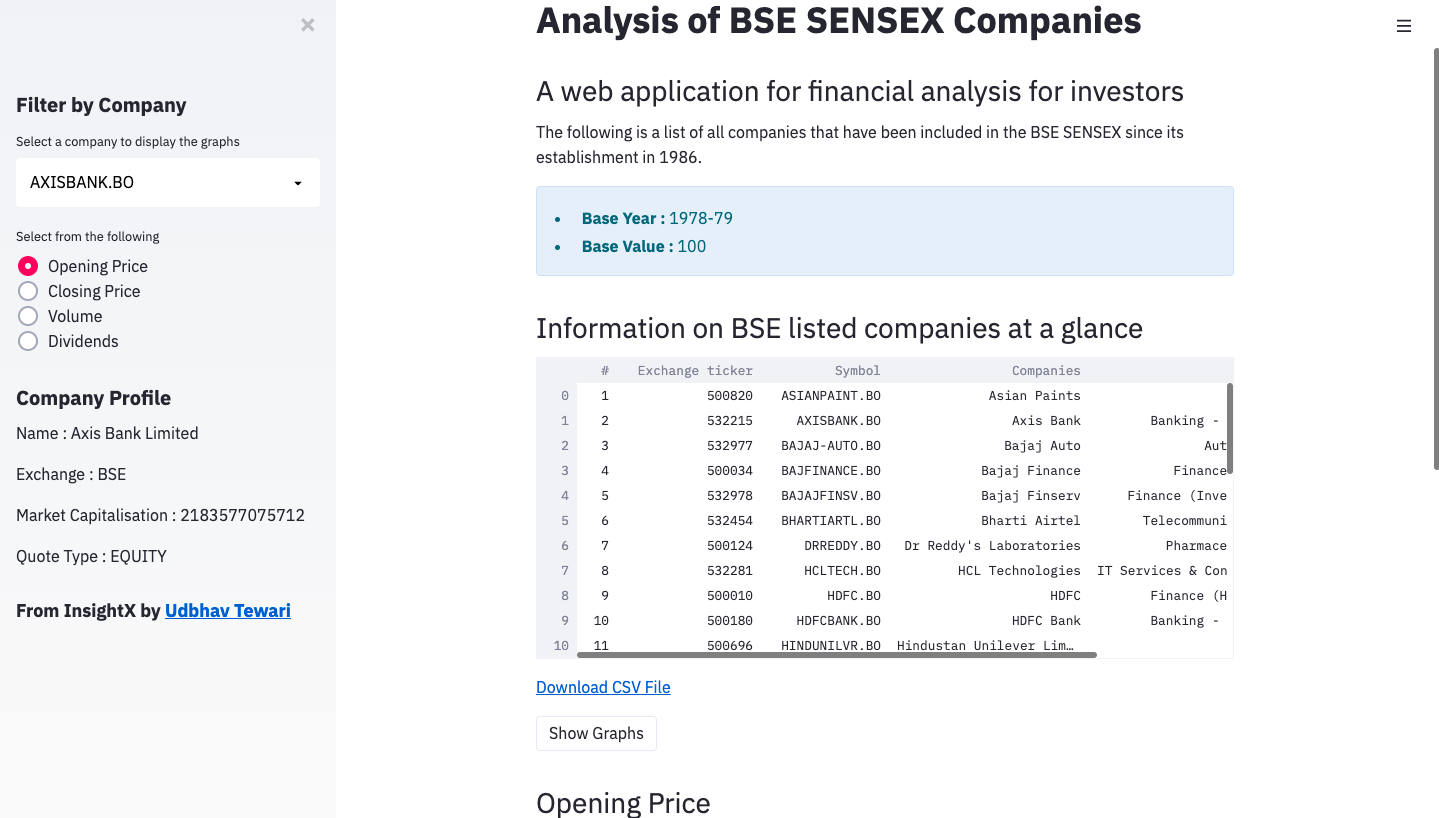 Filter by Company
Select a company to display the graphs
AXISBANK.BO
Select from the following
Opening Price
Closing Price
Volume
Dividends
Company Profile
Name : Axis Bank Limited
Exchange : BSE
Market Capitalisation : 2183577075712
Quote Type : EQUITY
From InsightX by Udbhav Tewari
Analysis of BSE SENSEX Companies
A web application for financial analysis for investors
The following is a list of all companies that have been included in the BSE SENSEX since its
establishment in 1986.
• Base Year : 1978-79
• Base Value : 100
Information on BSE listed companies at a glance
# Exchange ticker Symbol Companies
0 1 500820 ASIANPAINT.BO Asian Paints
1 2 532215 AXISBANK.BO Axis Bank Banking -
2 3 532977 BAJAJ-AUTO.BO Bajaj Auto Aut
3 4 500034 BAJFINANCE.BO Bajaj Finance Finance
4 5 532978 BAJAJFINSV.BO Bajaj Finserv Finance (Inve
5 6 532454 BHARTIARTL.BO Bharti Airtel Telecommuni
6 7 500124 DRREDDY.BO Dr Reddy's Laboratories Pharmace
7 8 532281 HCLTECH.BO HCL Technologies IT Services & Con
8 9 500010 HDFC.BO HDFC Finance (H
9 10 500180 HDFCBANK.BO HDFC Bank Banking -
10 11 500696 HINDUNILVR.BO Hindustan Unilever Lim…
Download CSV File
Show Graphs
Opening Price